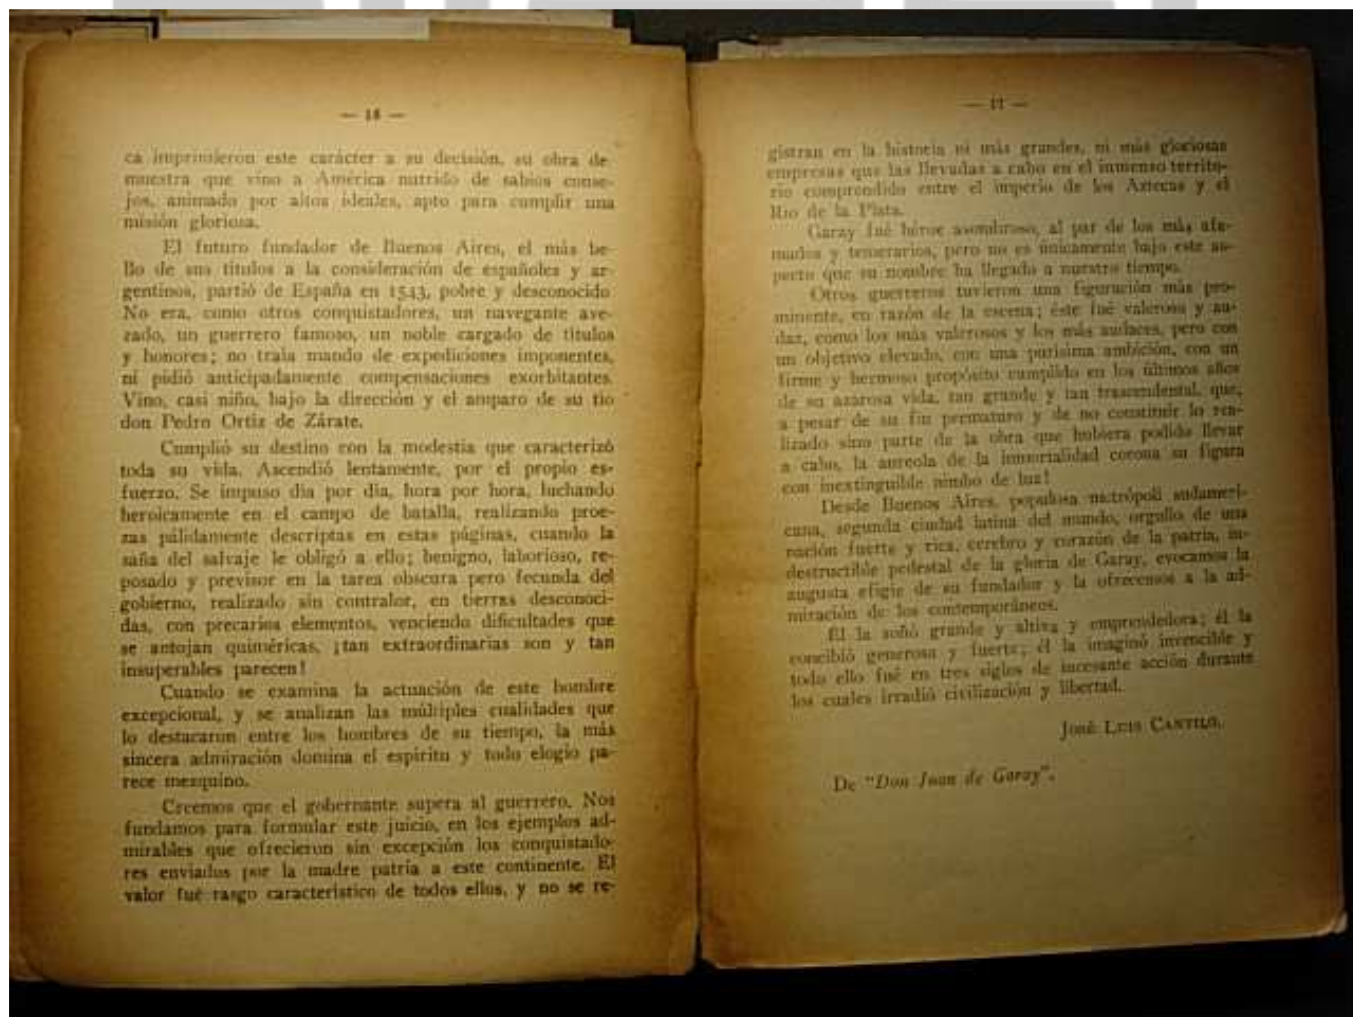 — 16 —
ca imprimieron este carácter a su decisión, su obra de-
muestra que vino a América nutrido de sabios conse-
jos, animado por altos ideales, apto para cumplir una
misión gloriosa.
El futuro fundador de Buenos Aires, el más be-
llo de sus títulos a la consideración de españoles y ar-
gentinos, partió de España en 1543, pobre y desconocido
No era, como otros conquistadores, un navegante ave-
zado, un guerrero famoso, un noble cargado de títulos
y honores; no traía mando de expediciones imponentes,
ni pidió anticipadamente compensaciones exorbitantes.
Vino, casi niño, bajo la dirección y el amparo de su tío
don Pedro Ortiz de Zárate.
Cumplió su destino con la modestia que caracterizó
toda su vida. Ascendió lentamente, por el propio es-
fuerzo. Se impuso día por día, hora por hora, luchando
heroicamente en el campo de batalla, realizando proe-
zas pálidamente descriptas en estas páginas, cuando la
saña del salvaje le obligó a ello; benigno, laborioso, re-
posado y previsor en la tarea obscura pero fecunda del
gobierno, realizado sin contralor, en tierras desconoci-
das, con precarios elementos, venciendo dificultades que
se antojan quiméricas, ¡tan extraordinarias son y tan
insuperables parecen!
Cuando se examina la actuación de este hombre
excepcional, y se analizan las múltiples cualidades que
lo destacaron entre los hombres de su tiempo, la más
sincera admiración domina el espíritu y todo elogio pa-
rece mezquino.
Creemos que el gobernante supera al guerrero. Nos
fundamos para formular este juicio, en los ejemplos ad-
mirables que ofrecieron sin excepción los conquistado-
res enviados por la madre patria a este continente. El
valor fué rasgo característico de todos ellos, y no se re-
— 17 —
gistran en la historia ni más grandes, ni más gloriosas
empresas que las llevadas a cabo en el inmenso territo-
rio comprendido entre el imperio de los Aztecas y el
Río de la Plata.
Garay fué héroe asombroso, al par de los más afa-
mados y temerarios, pero no es únicamente bajo este as-
pecto que su nombre ha llegado a nuestro tiempo.
Otros guerreros tuvieron una figuración más pro-
minente, en razón de la escena; éste fué valeroso y au-
daz, como los más valerosos y los más audaces, pero con
un objetivo elevado, con una purísima ambición, con un
firme y hermoso propósito cumplido en los últimos años
de su azarosa vida, tan grande y tan trascendental, que,
a pesar de su fin prematuro y de no constituir lo rea-
lizado sino parte de la obra que hubiera podido llevar
a cabo, la aureola de la inmortalidad corona su figura
con inextinguible nimbo de luz!
Desde Buenos Aires, populosa metrópoli sudameri-
cana, segunda ciudad latina del mundo, orgullo de una
nación fuerte y rica, cerebro y corazón de la patria, in-
destructible pedestal de la gloria de Garay, evocamos la
augusta efigie de su fundador y la ofrecemos a la ad-
miración de los contemporáneos.
Él la soñó grande y altiva y emprendedora; él la
concibió generosa y fuerte; él la imaginó invencible y
todo ello fué en tres siglos de incesante acción durante
los cuales irradió civilización y libertad.
José Luis Cantilo.
De "Don Juan de Garay".